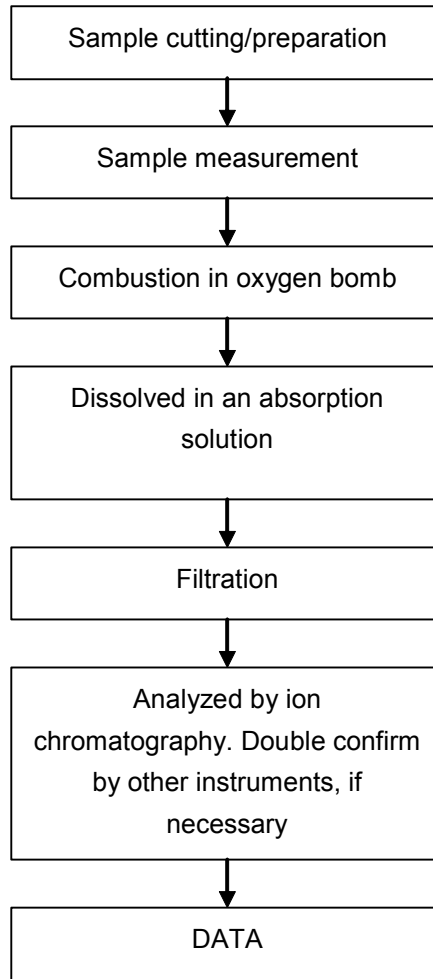 Sample cutting/preparation
Sample measurement
Combustion in oxygen bomb
Dissolved in an absorption
solution
Filtration
Analyzed by ion
chromatography. Double confirm
by other instruments, if
necessary
DATA